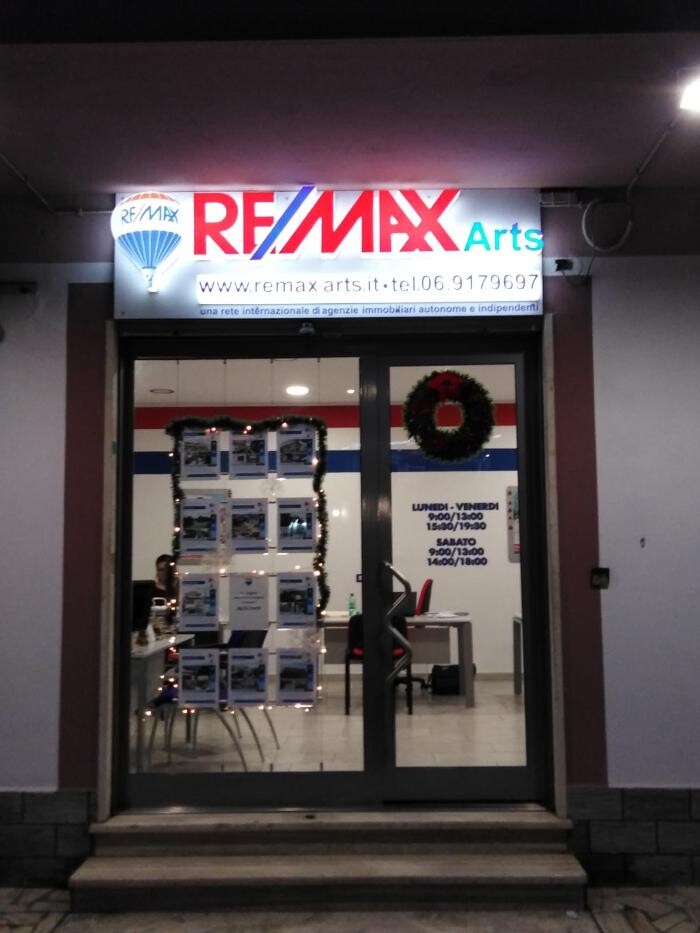 RE/MAX
RE/MAX Arts
www.remax-arts.it • tel.06.9179697
una rete internazionale di agenzie immobiliari autonome e indipendenti
LUNEDI - VENERDI
9:00/13:00
15:30/19:30
SABATO
9:00/13:00
14:00/18:00